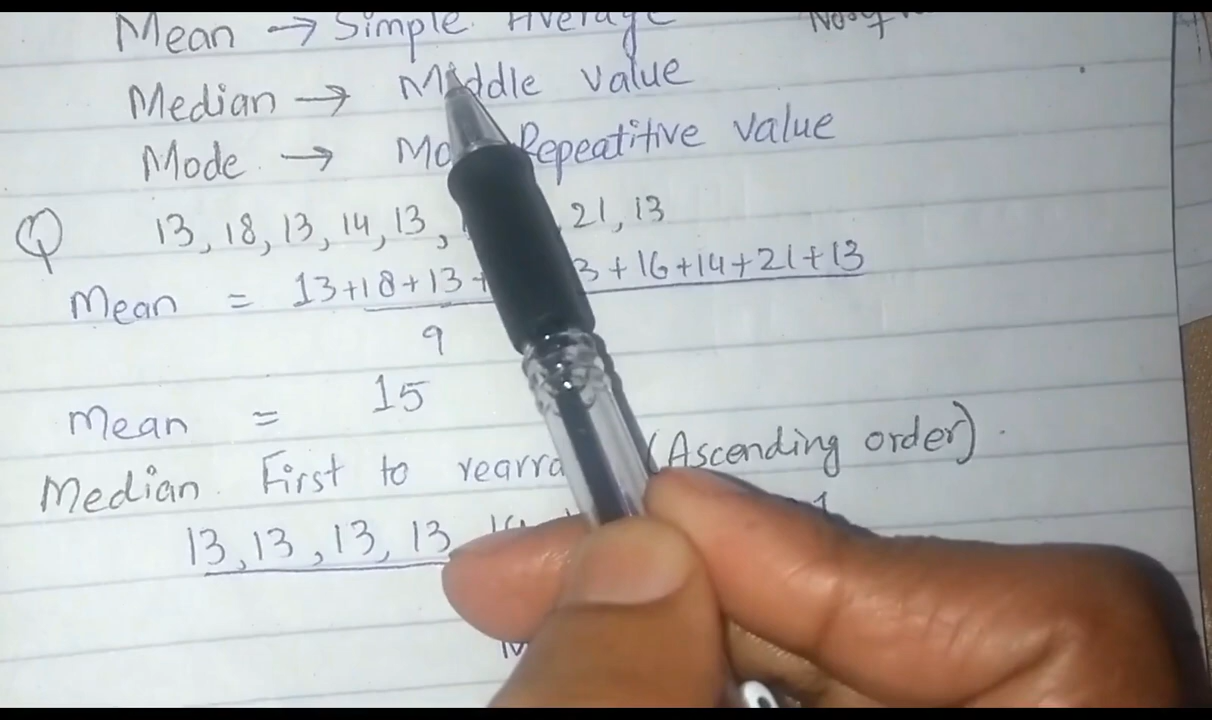 Mean → Simple Average
Median → Middle Value
Mode → Repeatitive Value
Q 13, 18, 13, 14, 13, , 21, 13
Mean = 13+18+13+ 3+16+14+21+13
9
Mean = 15
Median First to (Ascending order).
13, 13, 13, 13